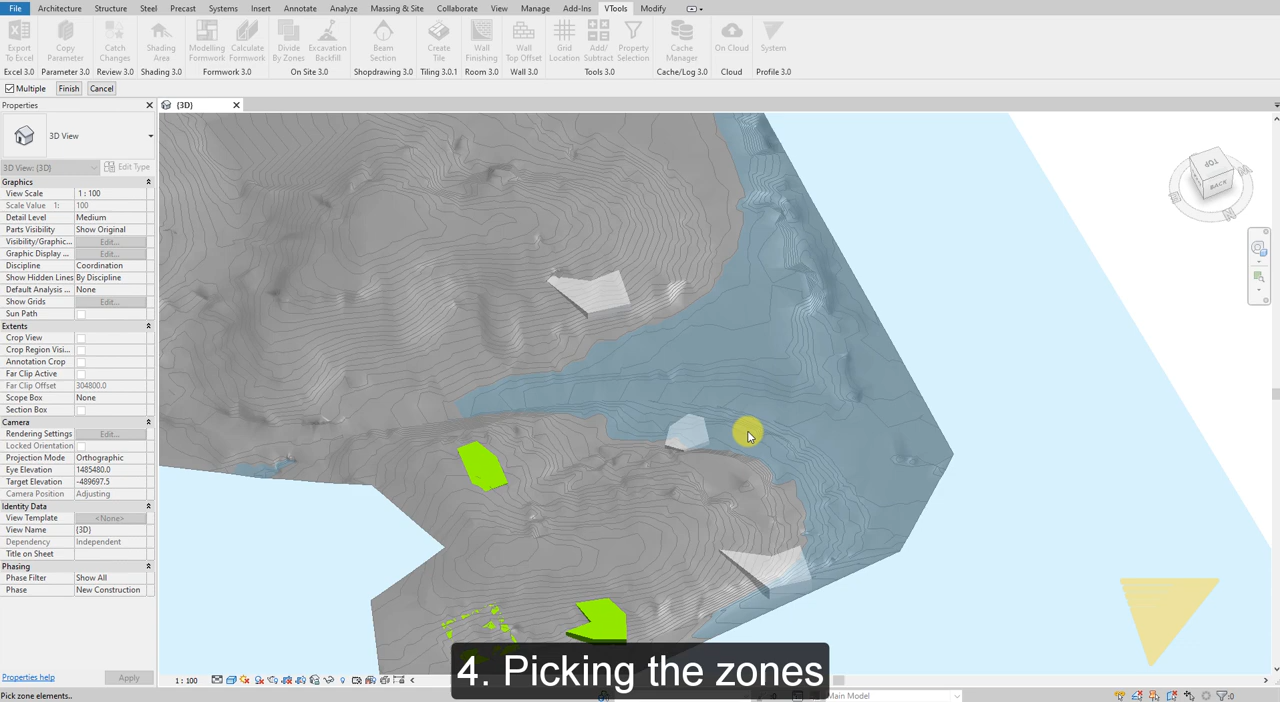 File Architecture Structure Steel Precast Systems Insert Annotate Analyze Massing & Site Collaborate View Manage Add-Ins VTools Modify
Export To Excel
Copy Parameter
Catch Changes
Shading Area
Modelling Formwork
Calculate Formwork
Divide By Zones
Excavation Backfill
Beam Section
Create Tile
Wall Finishing
Wall Top Offset
Grid Location
Add/ Subtract
Property Selection
Cache Manager
On Cloud
System
Excel 3.0 Parameter 3.0 Review 3.0 Shading 3.0 Formwork 3.0 On Site 3.0 Shopdrawing 3.0 Tiling 3.0.1 Room 3.0 Wall 3.0 Tools 3.0 Cache/Log 3.0 Cloud Profile 3.0
Multiple Finish Cancel
Properties
{3D}
3D View
3D View: {3D} Edit Type
Graphics
View Scale 1 : 100
Scale Value 1: 100
Detail Level Medium
Parts Visibility Show Original
Visibility/Graphic... Edit...
Graphic Display ... Edit...
Discipline Coordination
Show Hidden Lines By Discipline
Default Analysis ... None
Show Grids Edit...
Sun Path
Extents
Crop View
Crop Region Visi...
Annotation Crop
Far Clip Active
Far Clip Offset 304800.0
Scope Box None
Section Box
Camera
Rendering Settings Edit...
Locked Orientation
Projection Mode Orthographic
Eye Elevation 1485480.0
Target Elevation -489697.5
Camera Position Adjusting
Identity Data
View Template <None>
View Name {3D}
Dependency Independent
Title on Sheet
Phasing
Phase Filter Show All
Phase New Construction
Properties help Apply
TOP
BACK
1 : 100
4. Picking the zones
Pick zone elements..
Main Model
:0